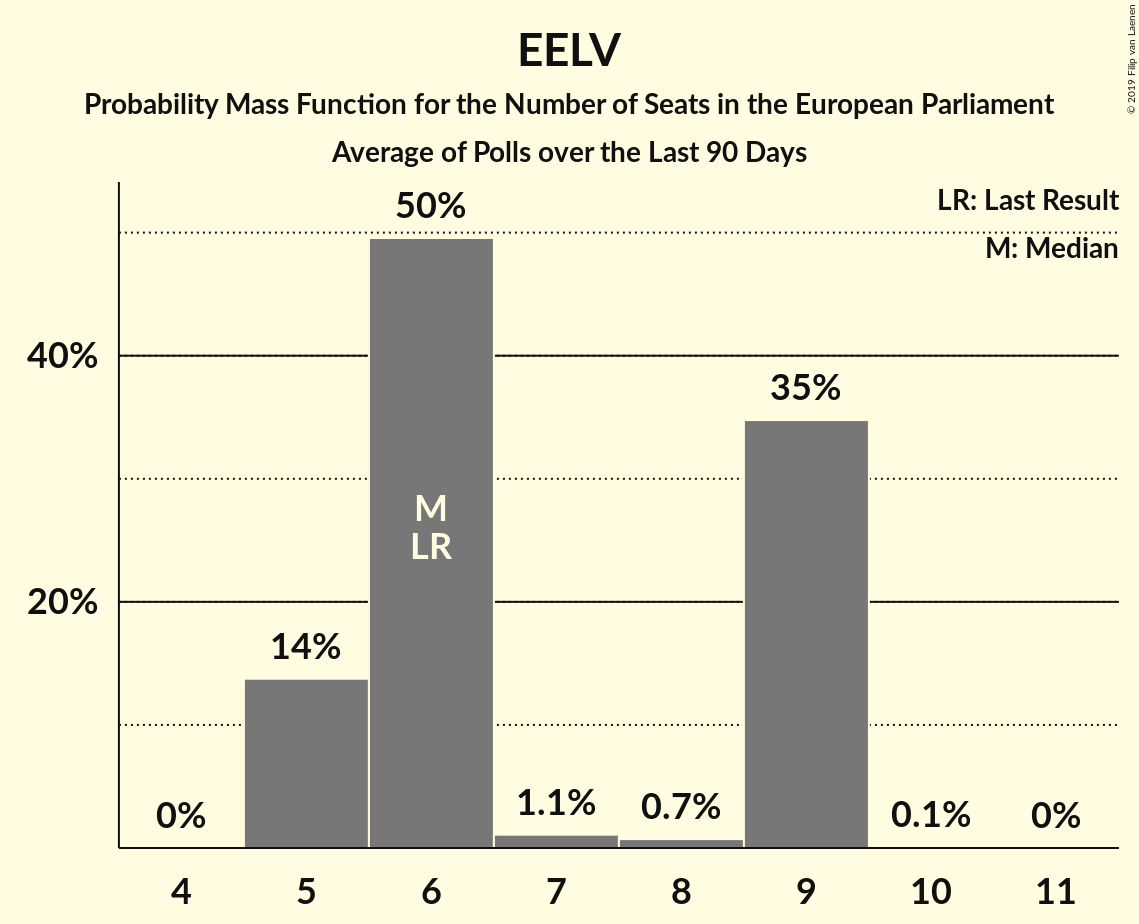 EELV
Probability Mass Function for the Number of Seats in the European Parliament
Average of Polls over the Last 90 Days
© 2019 Filip van Laenen
LR: Last Result
M: Median
50%
40%
35%
M
LR
20%
14%
0%
1.1%
0.7%
0.1%
0%
4 5 6 7 8 9 10 11